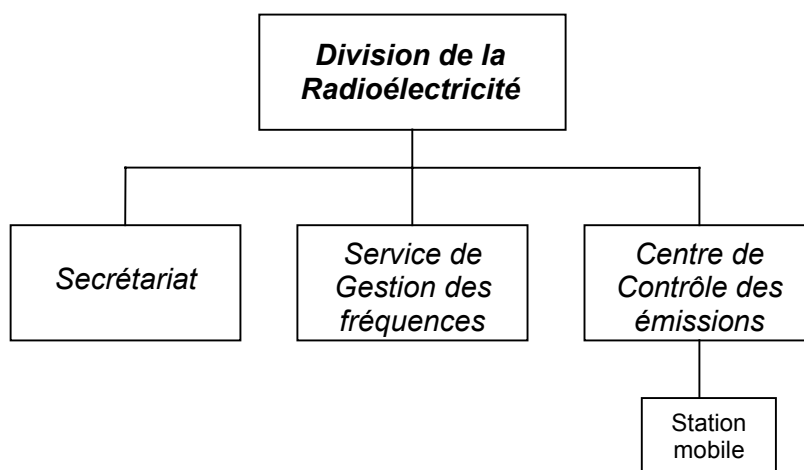 Division de la
Radioélectricité
Secrétariat
Service de
Gestion des
fréquences
Centre de
Contrôle des
émissions
Station
mobile